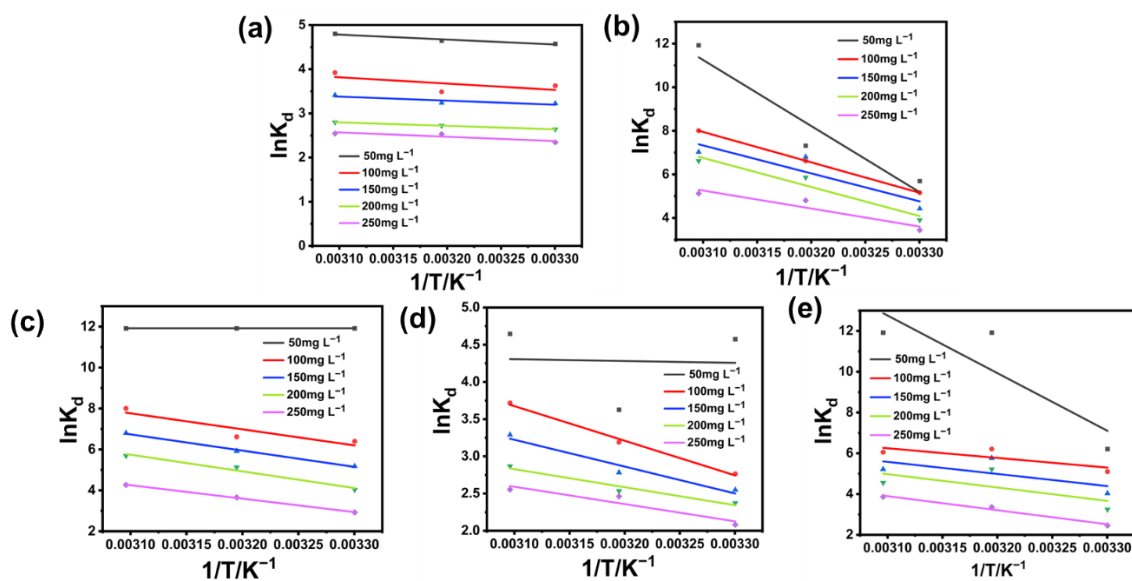 (a)
lnK_d
5
4
3
2
1
0
50mg L⁻¹
100mg L⁻¹
150mg L⁻¹
200mg L⁻¹
250mg L⁻¹
0.00310 0.00315 0.00320 0.00325 0.00330
1/T/K⁻¹
(b)
lnK_d
12
10
8
6
4
50mg L⁻¹
100mg L⁻¹
150mg L⁻¹
200mg L⁻¹
250mg L⁻¹
0.00310 0.00315 0.00320 0.00325 0.00330
1/T/K⁻¹
(c)
lnK_d
12
10
8
6
4
2
50mg L⁻¹
100mg L⁻¹
150mg L⁻¹
200mg L⁻¹
250mg L⁻¹
0.00310 0.00315 0.00320 0.00325 0.00330
1/T/K⁻¹
(d)
lnK_d
5.0
4.5
4.0
3.5
3.0
2.5
2.0
50mg L⁻¹
100mg L⁻¹
150mg L⁻¹
200mg L⁻¹
250mg L⁻¹
0.00310 0.00315 0.00320 0.00325 0.00330
1/T/K⁻¹
(e)
lnK_d
12
10
8
6
4
2
50mg L⁻¹
100mg L⁻¹
150mg L⁻¹
200mg L⁻¹
250mg L⁻¹
0.00310 0.00315 0.00320 0.00325 0.00330
1/T/K⁻¹